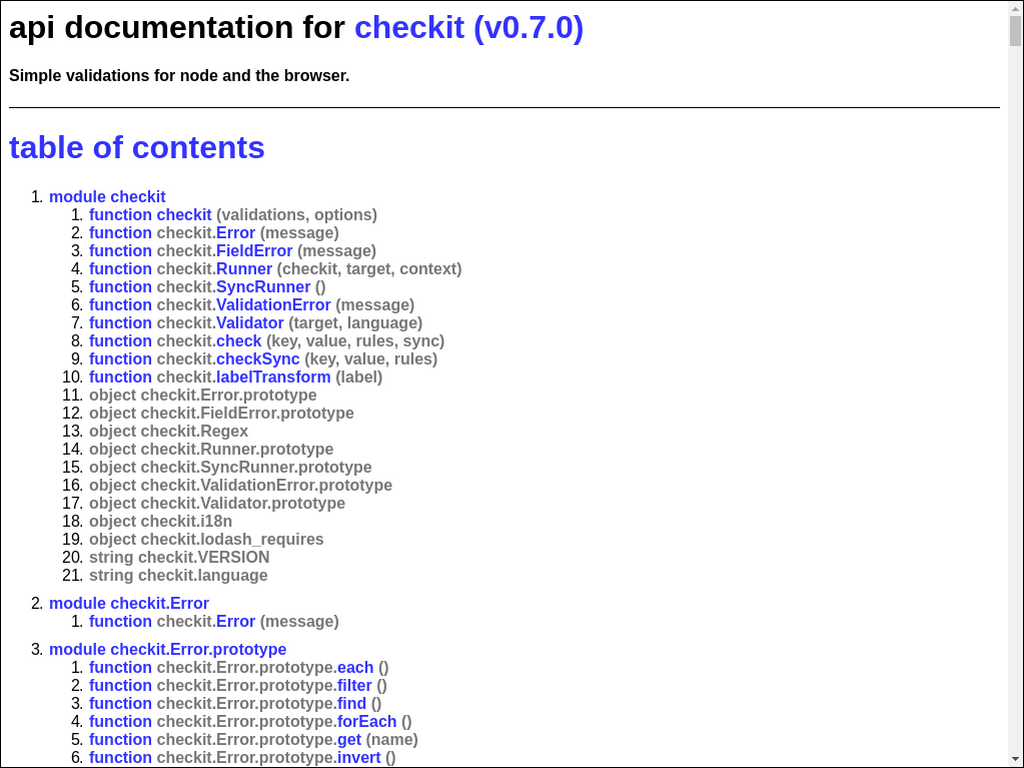 api documentation for checkit (v0.7.0)
Simple validations for node and the browser.
table of contents
1. module checkit
1. function checkit (validations, options)
2. function checkit.Error (message)
3. function checkit.FieldError (message)
4. function checkit.Runner (checkit, target, context)
5. function checkit.SyncRunner ()
6. function checkit.ValidationError (message)
7. function checkit.Validator (target, language)
8. function checkit.check (key, value, rules, sync)
9. function checkit.checkSync (key, value, rules)
10. function checkit.labelTransform (label)
11. object checkit.Error.prototype
12. object checkit.FieldError.prototype
13. object checkit.Regex
14. object checkit.Runner.prototype
15. object checkit.SyncRunner.prototype
16. object checkit.ValidationError.prototype
17. object checkit.Validator.prototype
18. object checkit.i18n
19. object checkit.lodash_requires
20. string checkit.VERSION
21. string checkit.language
2. module checkit.Error
1. function checkit.Error (message)
3. module checkit.Error.prototype
1. function checkit.Error.prototype.each ()
2. function checkit.Error.prototype.filter ()
3. function checkit.Error.prototype.find ()
4. function checkit.Error.prototype.forEach ()
5. function checkit.Error.prototype.get (name)
6. function checkit.Error.prototype.invert ()